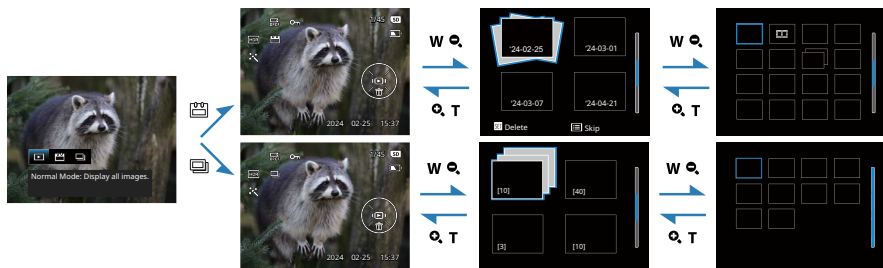 Normal Mode: Display all images.
1/45 SD
HDR
2024 02-25 15:37
W
T
'24-02-25
'24-03-01
'24-03-07
'24-04-21
Delete
Skip
W
T
1/45 SD
HDR
2024 02-25 15:37
W
T
[10]
[40]
[3]
[10]
W
T